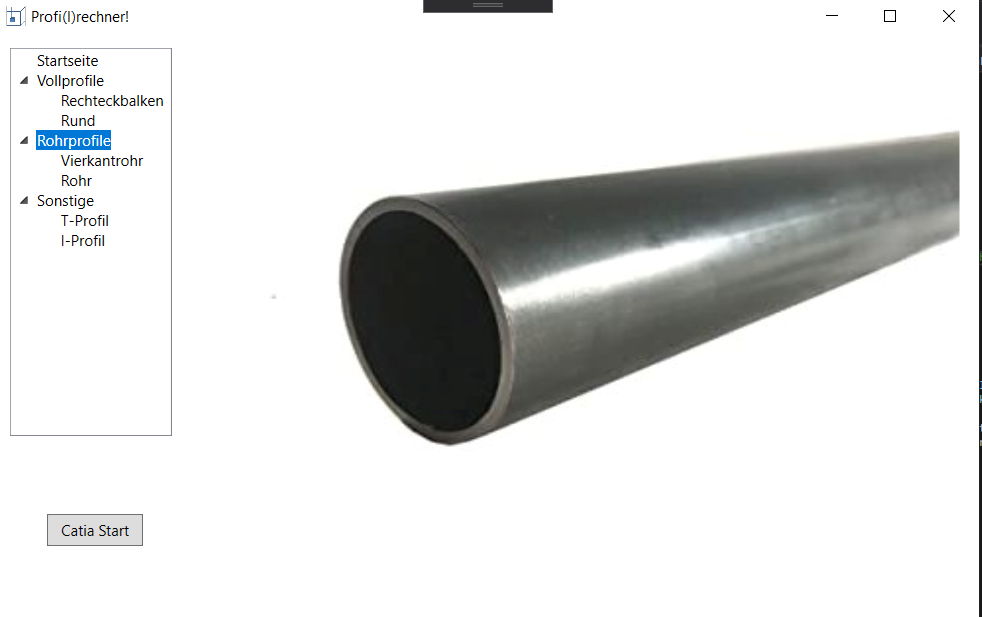 Profi(l)rechner!
Startseite
Vollprofile
Rechteckbalken
Rund
Rohrprofile
Vierkantrohr
Rohr
Sonstige
T-Profil
I-Profil
Catia Start